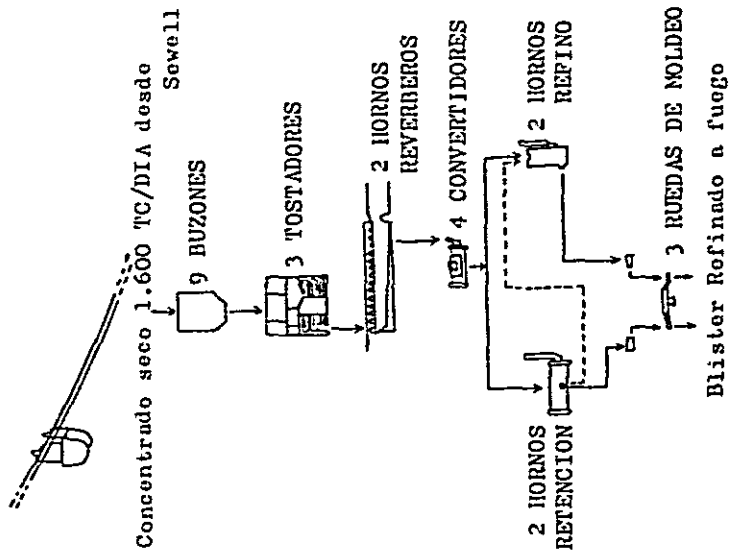 Concentrado seco 1.600 TC/DIA desde
Sewell
9 BUZONES
3 TOSTADORES
2 HORNOS
REVERBEROS
4 CONVERTIDORES
2 HORNOS
RETENCION
2 HORNOS
REFINO
3 RUEDAS DE MOLDEO
Blister Refinado a fuego